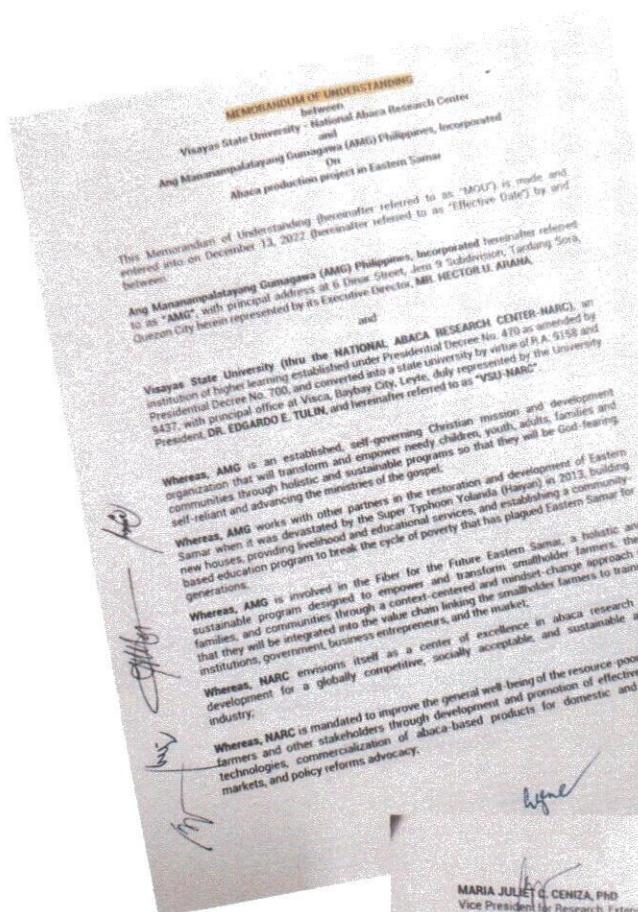 MEMORANDUM OF UNDERSTANDING
between
Visayas State University - National Abaca Research Center
and
Ang Mananampalatayang Gumagawa (AMG) Philippines, Incorporated
On
Abaca production project in Eastern Samar
This Memorandum of Understanding (hereinafter referred to as "MOU") is made and
entered into on December 13, 2022 (hereinafter referred to as "Effective Date") by and
between
Ang Mananampalatayang Gumagawa (AMG) Philippines, Incorporated hereinafter referred
to as "AMG", with principal address at 6 Street, Jem 9 Subdivision, Tandang Sora,
Quezon City herein represented by its Executive Director, MR. HECTOR U. ARANA
and
Visayas State University (thru the NATIONAL ABACA RESEARCH CENTER-NARC), an
institution of higher learning established under Presidential Decree No. 470 as amended by
Presidential Decree No. 700, and converted into a state university by virtue of R.A. 9158 and
9437, with principal office at Visca, Baybay City, Leyte, duly represented by the University
President, DR. EDGARDO E. TULIN, and hereinafter referred to as "VSU-NARC"
Whereas, AMG is an established, self-governing Christian mission and development
organization that will transform and empower needy children, youth, adults, families and
communities through holistic and sustainable programs so that they will be God-fearing,
self-reliant and advancing the ministries of the gospel;
Whereas, AMG works with other partners in the restoration and development of Eastern
Samar when it was devastated by the Super Typhoon Yolanda (Haiyan) in 2013, building
new houses, providing livelihood and educational services, and establishing a community-
based education program to break the cycle of poverty that has plagued Eastern Samar for
generations;
Whereas, AMG is involved in the Fiber for the Future Eastern Samar, a holistic a
sustainable program designed to empower and transform smallholder farmers, the
families, and communities through a context-centered and mindset-change approach
that they will be integrated into the value chain linking the smallholder farmers to traini
institutions, government, business entrepreneurs, and the market;
Whereas, NARC envisions itself as a center of excellence in abaca research
development for a globally competitive, socially acceptable, and sustainable a
industry;
Whereas, NARC is mandated to improve the general well-being of the resource-poor
farmers and other stakeholders through development and promotion of effectiv
technologies, commercialization of abaca-based products for domestic and
markets, and policy reforms advocacy.
MARIA JULIET C. CENIZA, PhD
Vice President for Research, Exten